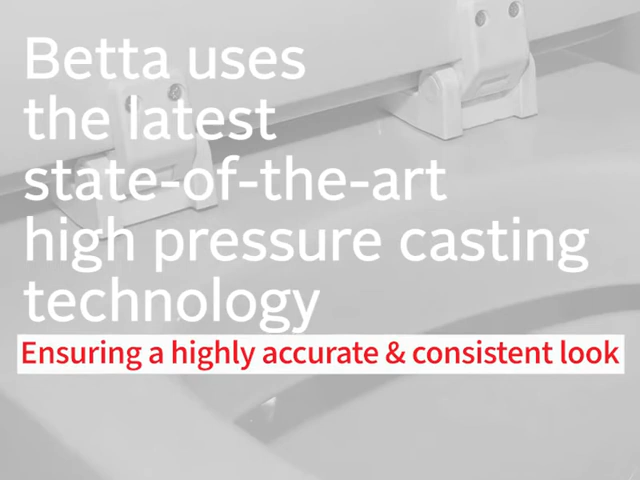 Betta uses
the latest
state-of-the-art
high pressure casting
technology
Ensuring a highly accurate & consistent look